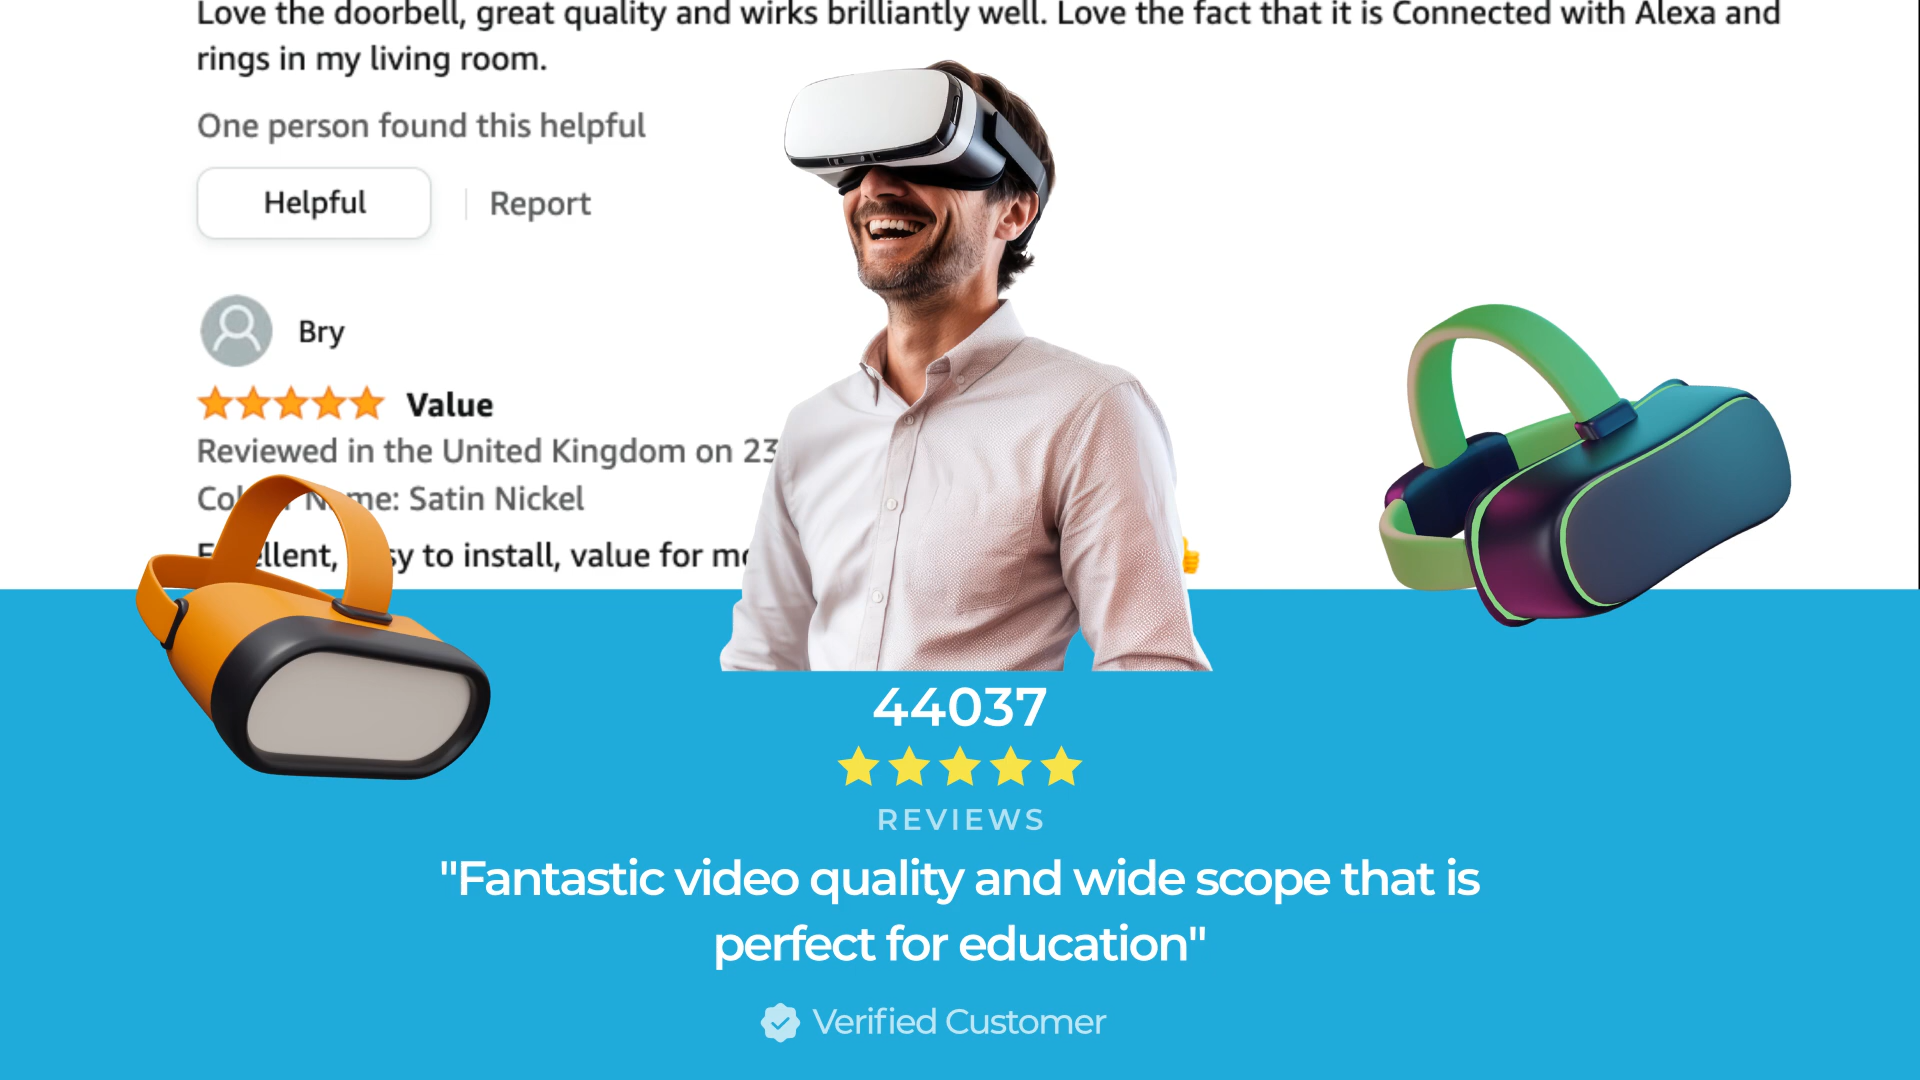 Love the doorbell, great quality and wirks brilliantly well. Love the fact that it is Connected with Alexa and
rings in my living room.
One person found this helpful
Helpful
Report
Bry
Value
Reviewed in the United Kingdom on 23
Name: Satin Nickel
to install, value for
44037
REVIEWS
"Fantastic video quality and wide scope that is
perfect for education"
Verified Customer